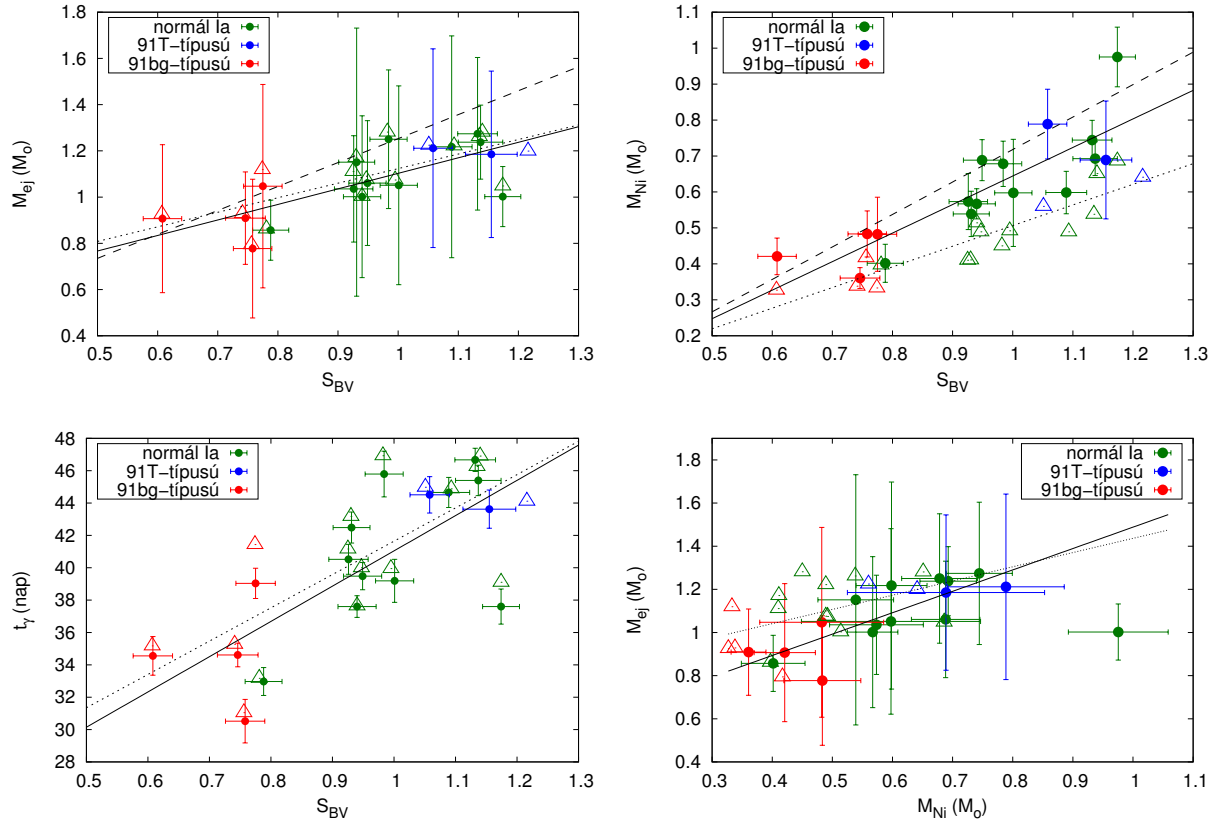 normál Ia
91T−típusú
91bg−típusú
M_ej (M_o)
1.8
1.6
1.4
1.2
1
0.8
0.6
0.4
0.5 0.6 0.7 0.8 0.9 1 1.1 1.2 1.3
S_BV
normál Ia
91T−típusú
91bg−típusú
M_Ni (M_o)
1.1
1
0.9
0.8
0.7
0.6
0.5
0.4
0.3
0.2
0.5 0.6 0.7 0.8 0.9 1 1.1 1.2 1.3
S_BV
normál Ia
91T−típusú
91bg−típusú
t_γ (nap)
48
46
44
42
40
38
36
34
32
30
28
0.5 0.6 0.7 0.8 0.9 1 1.1 1.2 1.3
S_BV
normál Ia
91T−típusú
91bg−típusú
M_ej (M_o)
1.8
1.6
1.4
1.2
1
0.8
0.6
0.4
0.3 0.4 0.5 0.6 0.7 0.8 0.9 1 1.1
M_Ni (M_o)